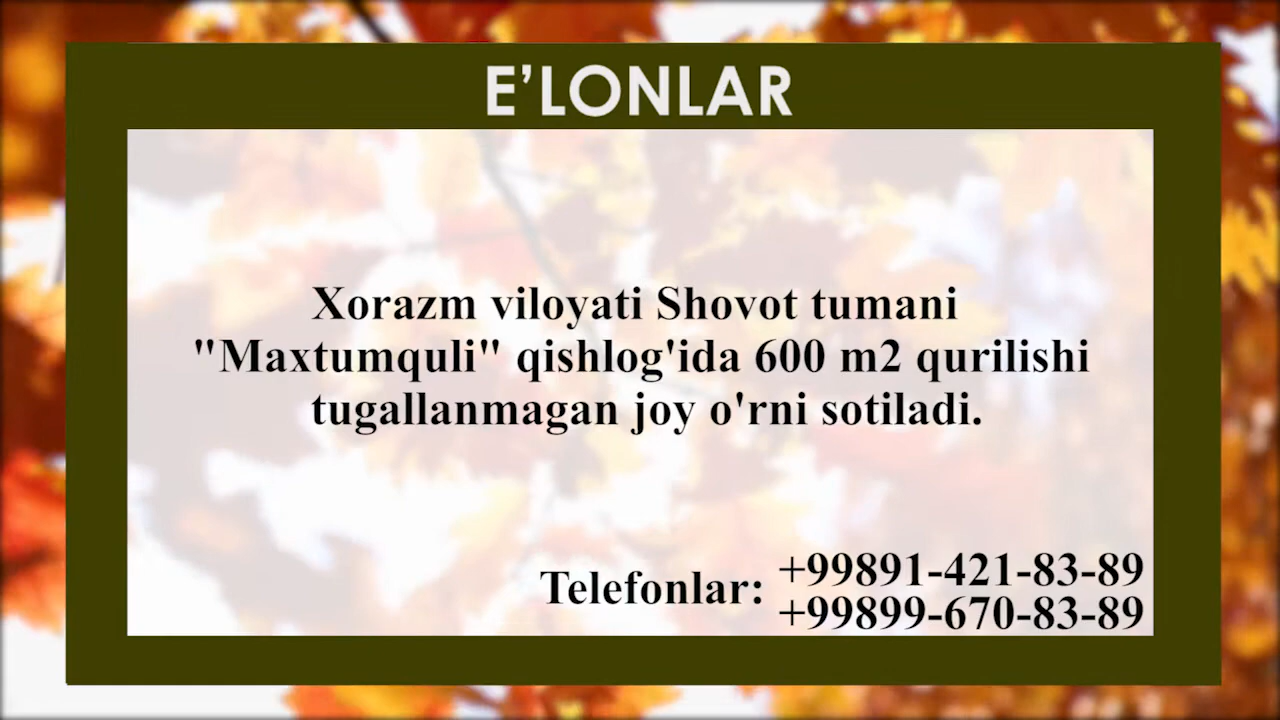 E’LONLAR
Xorazm viloyati Shovot tumani
"Maxtumquli" qishlog'ida 600 m2 qurilishi
tugallanmagan joy o'rni sotiladi.
Telefonlar:
+99891-421-83-89
+99899-670-83-89